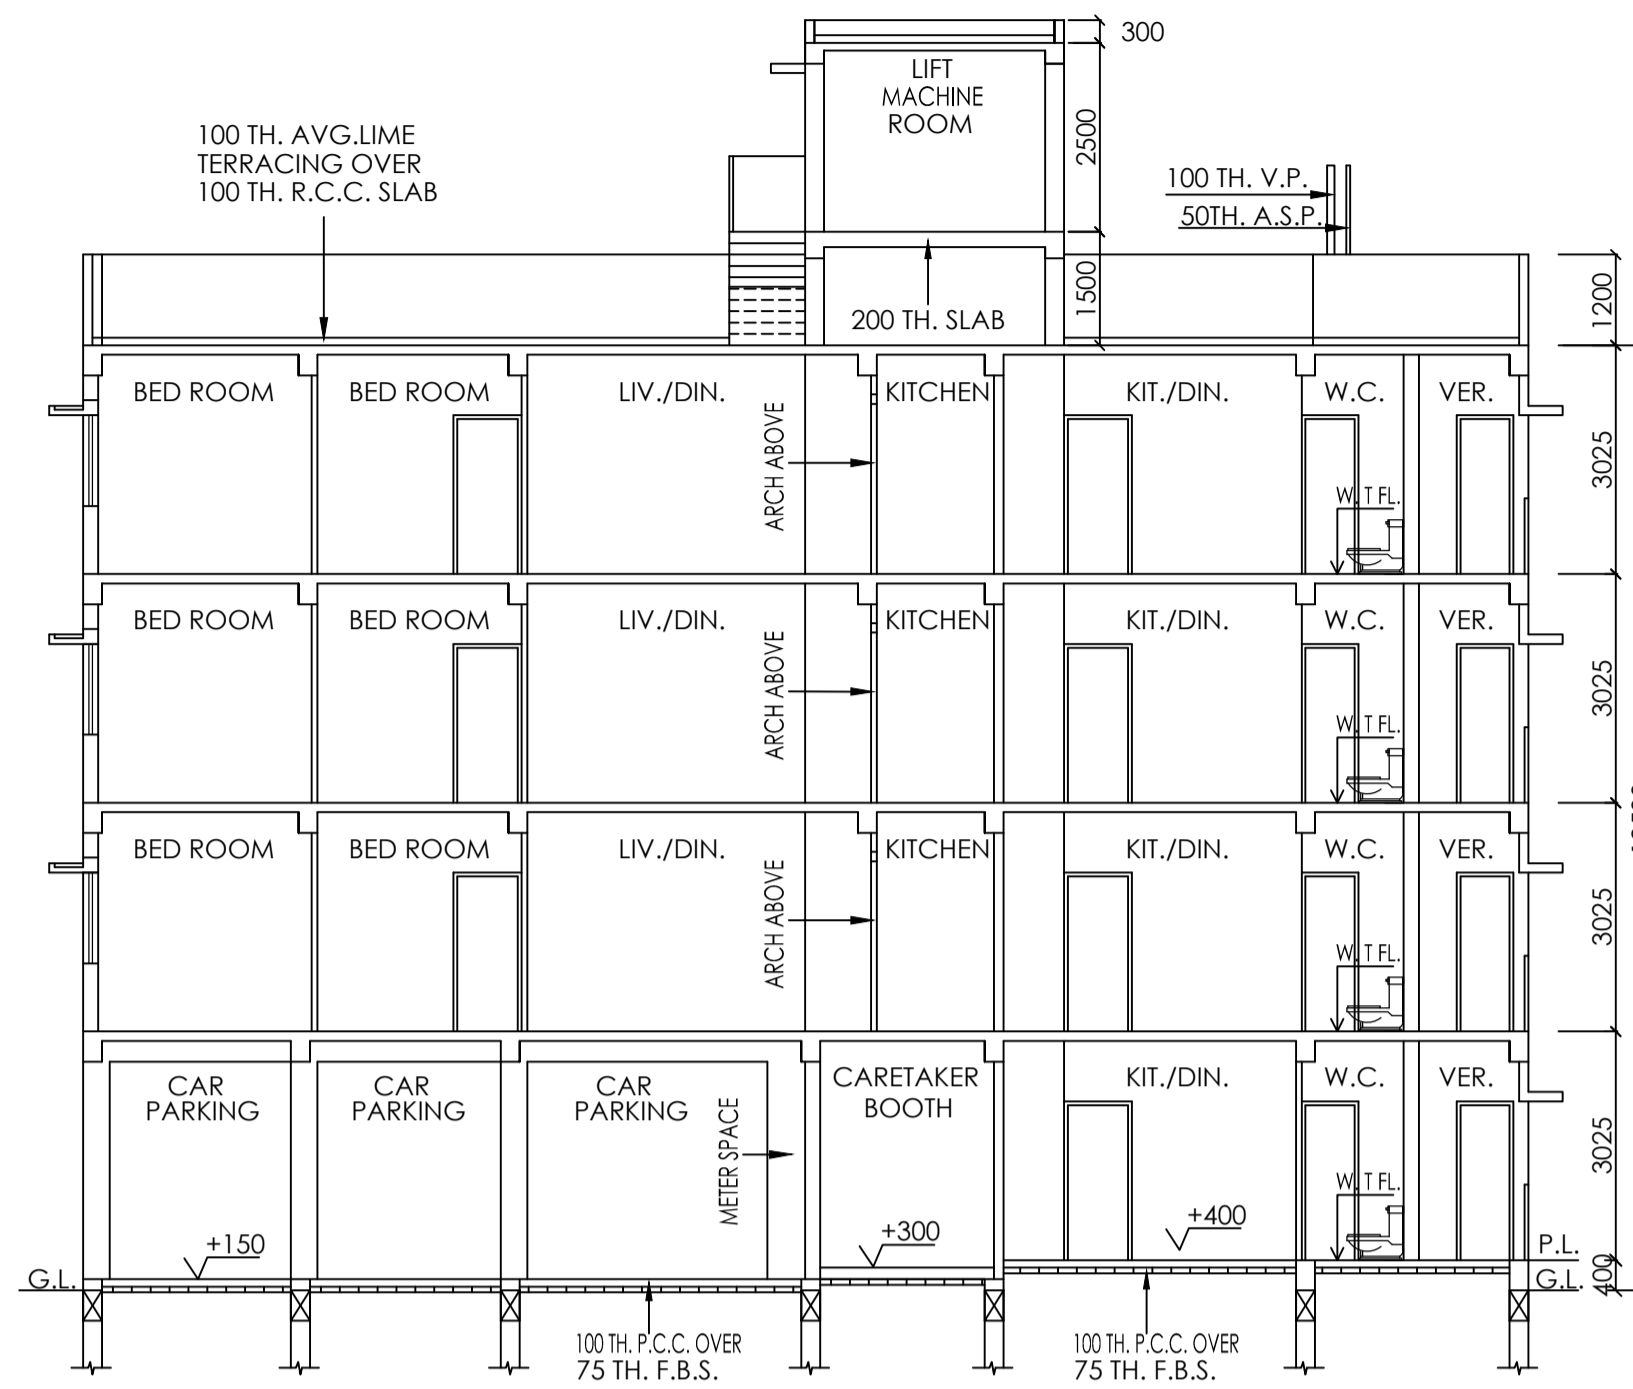 300
LIFT
MACHINE
ROOM
2500
100 TH. AVG.LIME
TERRACING OVER
100 TH. R.C.C. SLAB
100 TH. V.P.
50TH. A.S.P.
1500
1200
200 TH. SLAB
BED ROOM
BED ROOM
LIV./DIN.
ARCH ABOVE
KITCHEN
KIT./DIN.
W.C.
VER.
3025
W. T FL.
BED ROOM
BED ROOM
LIV./DIN.
ARCH ABOVE
KITCHEN
KIT./DIN.
W.C.
VER.
3025
W. T FL.
BED ROOM
BED ROOM
LIV./DIN.
ARCH ABOVE
KITCHEN
KIT./DIN.
W.C.
VER.
3025
W. T FL.
CAR
PARKING
CAR
PARKING
CAR
PARKING
METER SPACE
CARETAKER
BOOTH
KIT./DIN.
W.C.
VER.
3025
W. T FL.
+150
+300
+400
P.L.
G.L.
G.L.
400
100 TH. P.C.C. OVER
75 TH. F.B.S.
100 TH. P.C.C. OVER
75 TH. F.B.S.